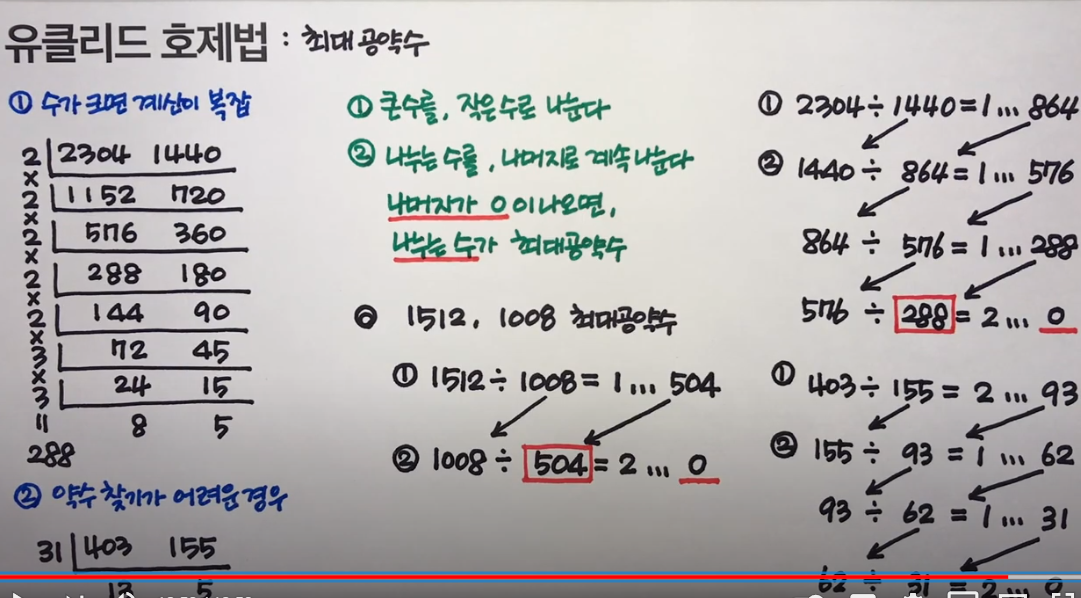 유클리드 호제법 : 최대공약수
① 수가 크면 계산이 복잡
2 2304 1440
×
2 1152 720
×
2 576 360
×
2 288 180
×
2 144 90
×
3 72 45
×
3 24 15
=
8 5
288
② 약수 찾기가 어려운 경우
31 403 155
13 5
① 큰수를, 작은수로 나눈다
② 나누는 수를, 나머지로 계속 나눈다
나머지가 0이 나오면,
나누는 수가 최대공약수
◎ 1512, 1008 최대공약수
① 1512 ÷ 1008 = 1 ... 504
② 1008 ÷ 504 = 2 ... 0
① 2304 ÷ 1440 = 1 ... 864
② 1440 ÷ 864 = 1 ... 576
864 ÷ 576 = 1 ... 288
576 ÷ 288 = 2 ... 0
① 403 ÷ 155 = 2 ... 93
② 155 ÷ 93 = 1 ... 62
93 ÷ 62 = 1 ... 31
62 ÷ 31 = 2 ... 0